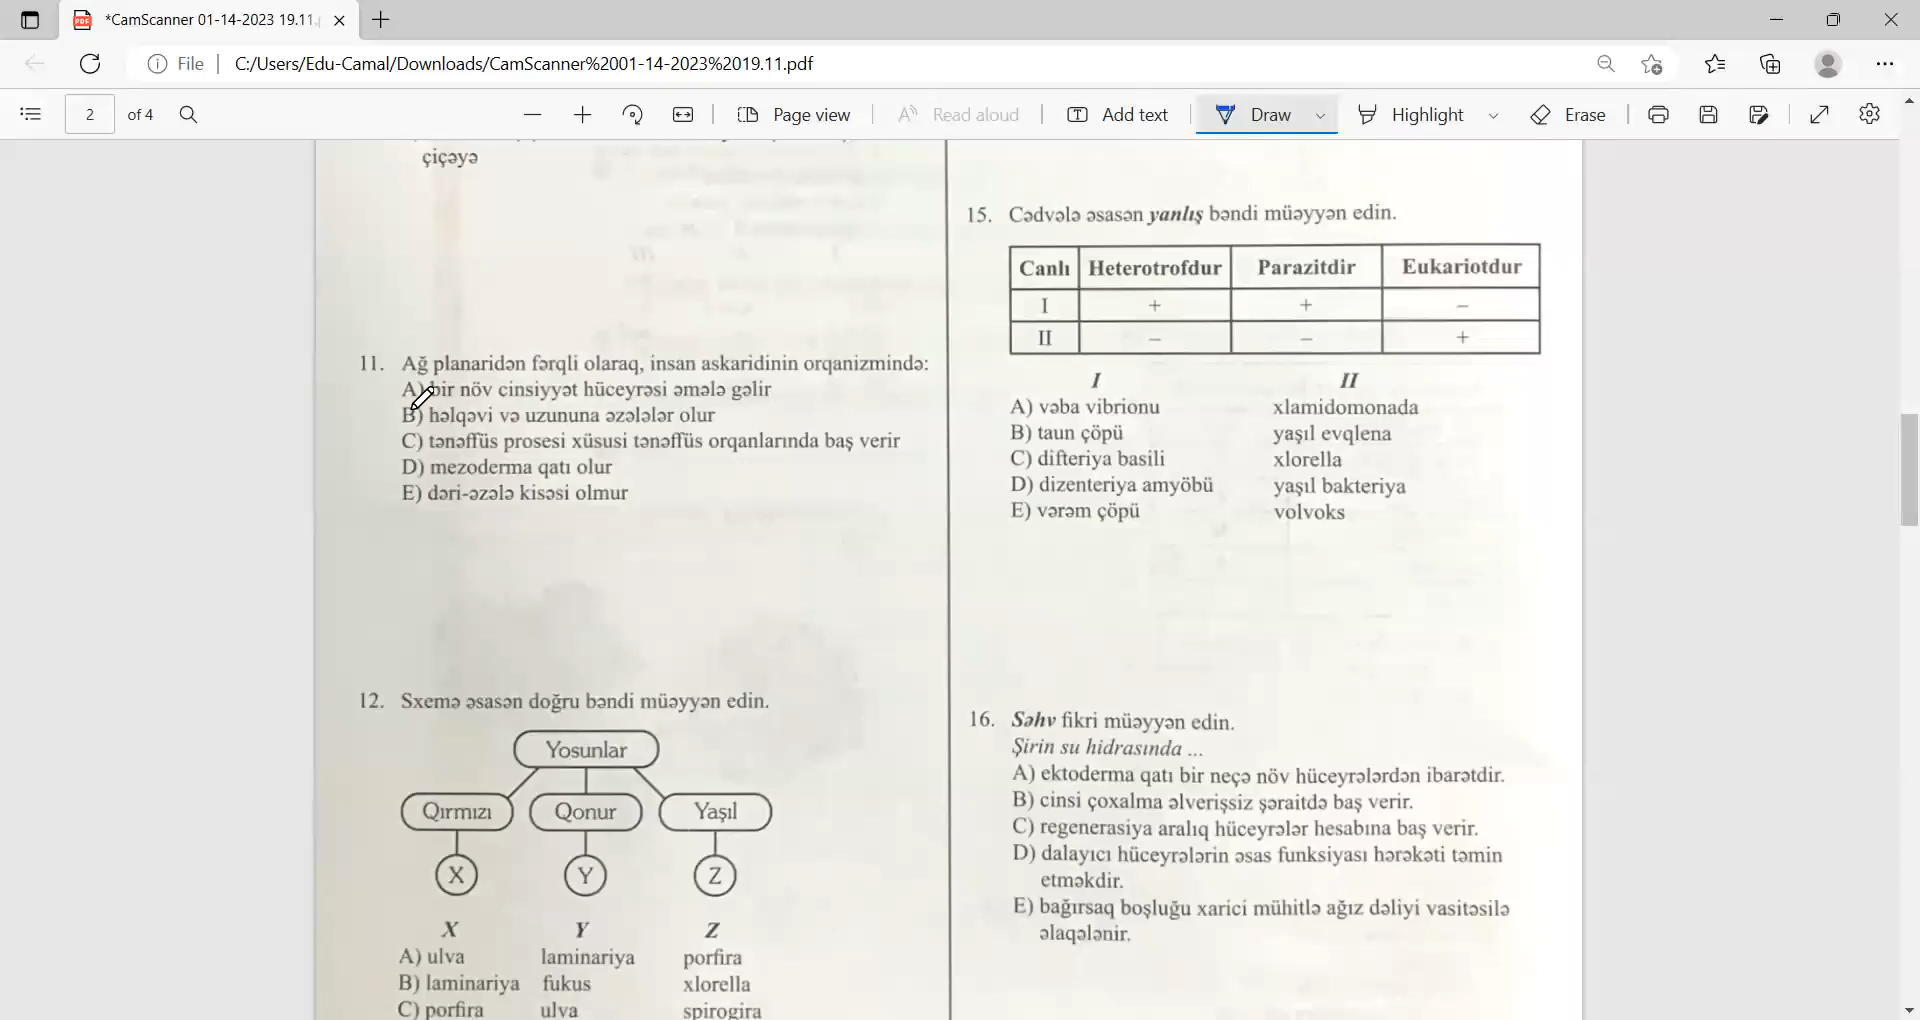 *CamScanner 01-14-2023 19.11.
File
C:/Users/Edu-Camal/Downloads/CamScanner%2001-14-2023%2019.11.pdf
2 of 4
Page view
Read aloud
Add text
Draw
Highlight
Erase
çiçəyə
11. Ağ planaridən fərqli olaraq, insan askaridinin orqanizmində:
A) bir növ cinsiyyət hüceyrəsi əmələ gəlir
B) həlqəvi və uzununa əzələlər olur
C) tənəffüs prosesi xüsusi tənəffüs orqanlarında baş verir
D) mezoderma qatı olur
E) dəri-əzələ kisəsi olmur
12. Sxemə əsasən doğru bəndi müəyyən edin.
Yosunlar
Qırmızı Qonur Yaşıl
X Y Z
X Y Z
A) ulva laminariya porfira
B) laminariya fukus xlorella
C) porfira ulva spirogira
15. Cədvələ əsasən yanlış bəndi müəyyən edin.
Canlı Heterotrofdur Parazitdir Eukariotdur
I + + –
II – – +
I II
A) vəba vibrionu xlamidomonada
B) taun çöpü yaşıl evqlena
C) difteriya basili xlorella
D) dizenteriya amyöbü yaşıl bakteriya
E) vərəm çöpü volvoks
16. Səhv fikri müəyyən edin.
Şirin su hidrasında ...
A) ektoderma qatı bir neçə növ hüceyrələrdən ibarətdir.
B) cinsi çoxalma əlverişsiz şəraitdə baş verir.
C) regenerasiya aralıq hüceyrələr hesabına baş verir.
D) dalayıcı hüceyrələrin əsas funksiyası hərəkəti təmin
etməkdir.
E) bağırsaq boşluğu xarici mühitlə ağız dəliyi vasitəsilə
əlaqələnir.